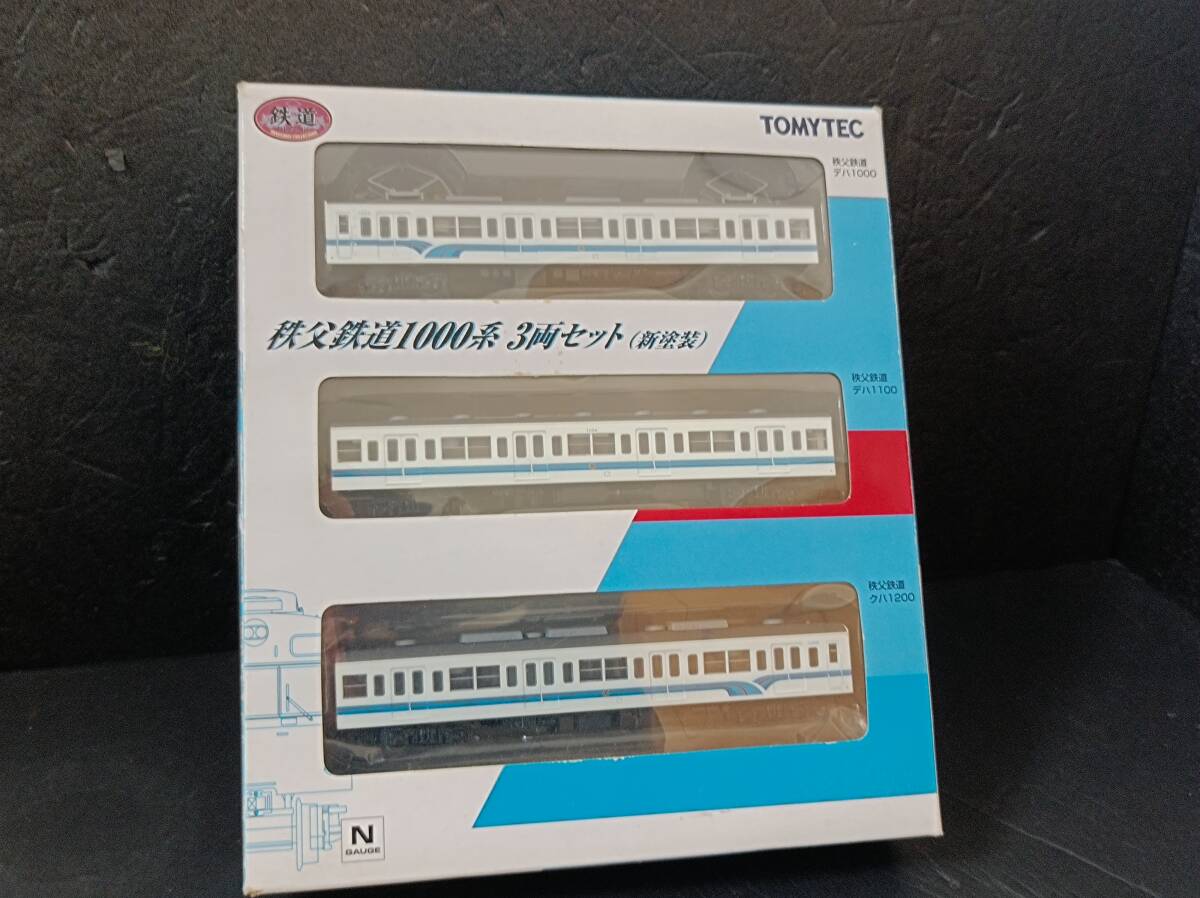 鉄道
TOMYTEC
秩父鉄道
デハ1000
秩父鉄道1000系 3両セット(新塗装)
秩父鉄道
デハ1100
秩父鉄道
クハ1200
N
GAUGE